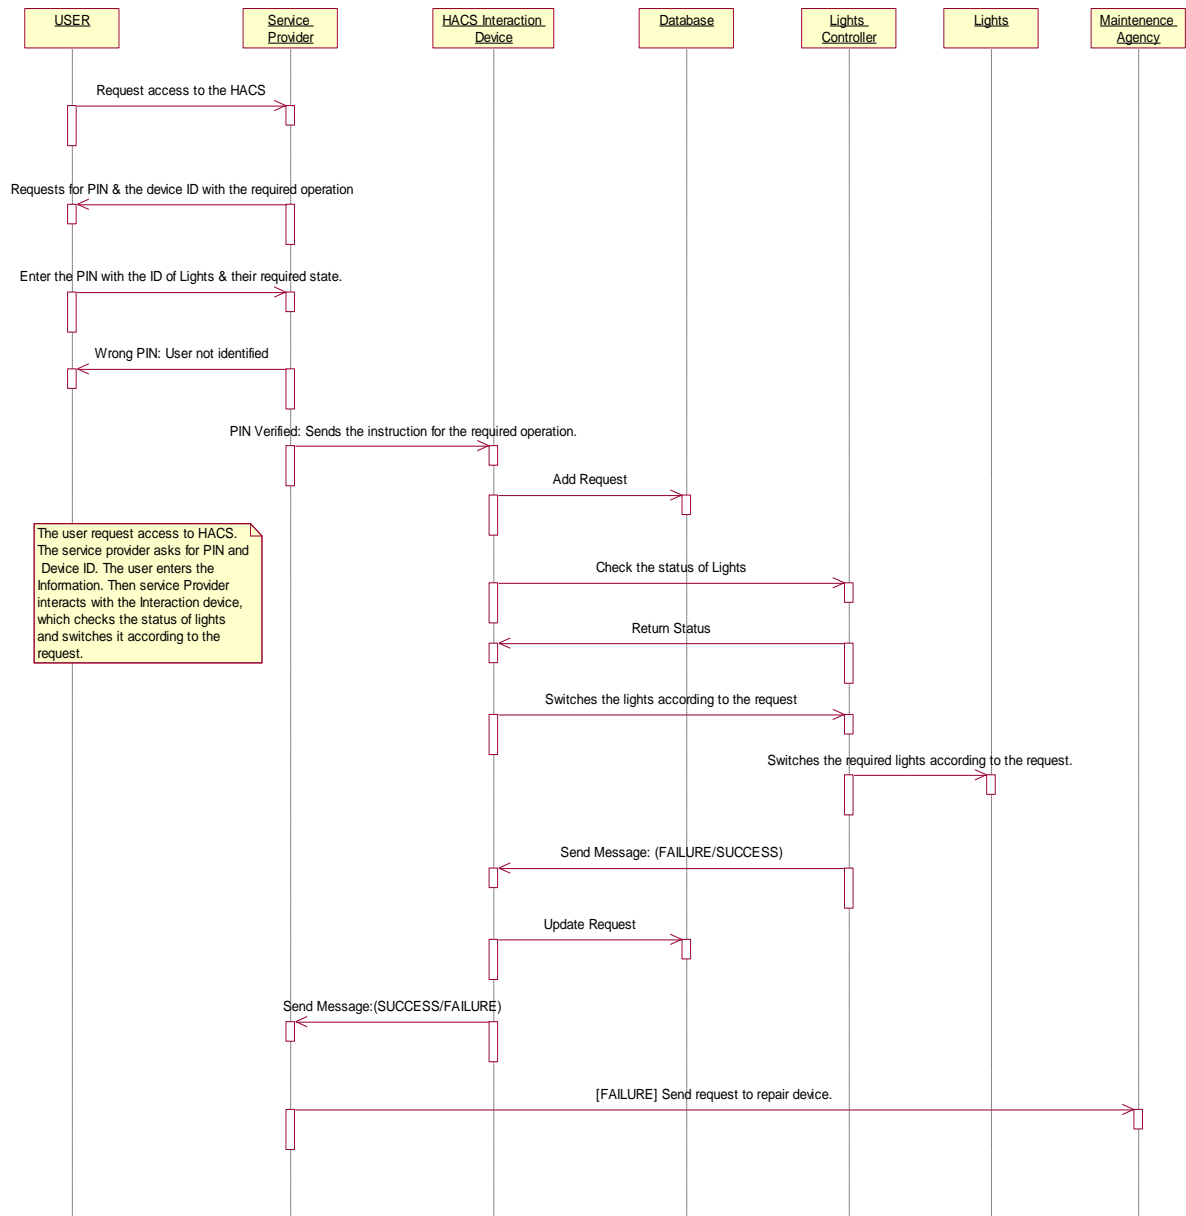 USER
Service
Provider
HACS Interaction
Device
Database
Lights
Controller
Lights
Maintenence
Agency
Request access to the HACS
Requests for PIN & the device ID with the required operation
Enter the PIN with the ID of Lights & their required state.
Wrong PIN: User not identified
PIN Verified: Sends the instruction for the required operation.
Add Request
The user request access to HACS.
The service provider asks for PIN and
Device ID. The user enters the
Information. Then service Provider
interacts with the Interaction device,
which checks the status of lights
and switches it according to the
request.
Check the status of Lights
Return Status
Switches the lights according to the request
Switches the required lights according to the request.
Send Message: (FAILURE/SUCCESS)
Update Request
Send Message:(SUCCESS/FAILURE)
[FAILURE] Send request to repair device.